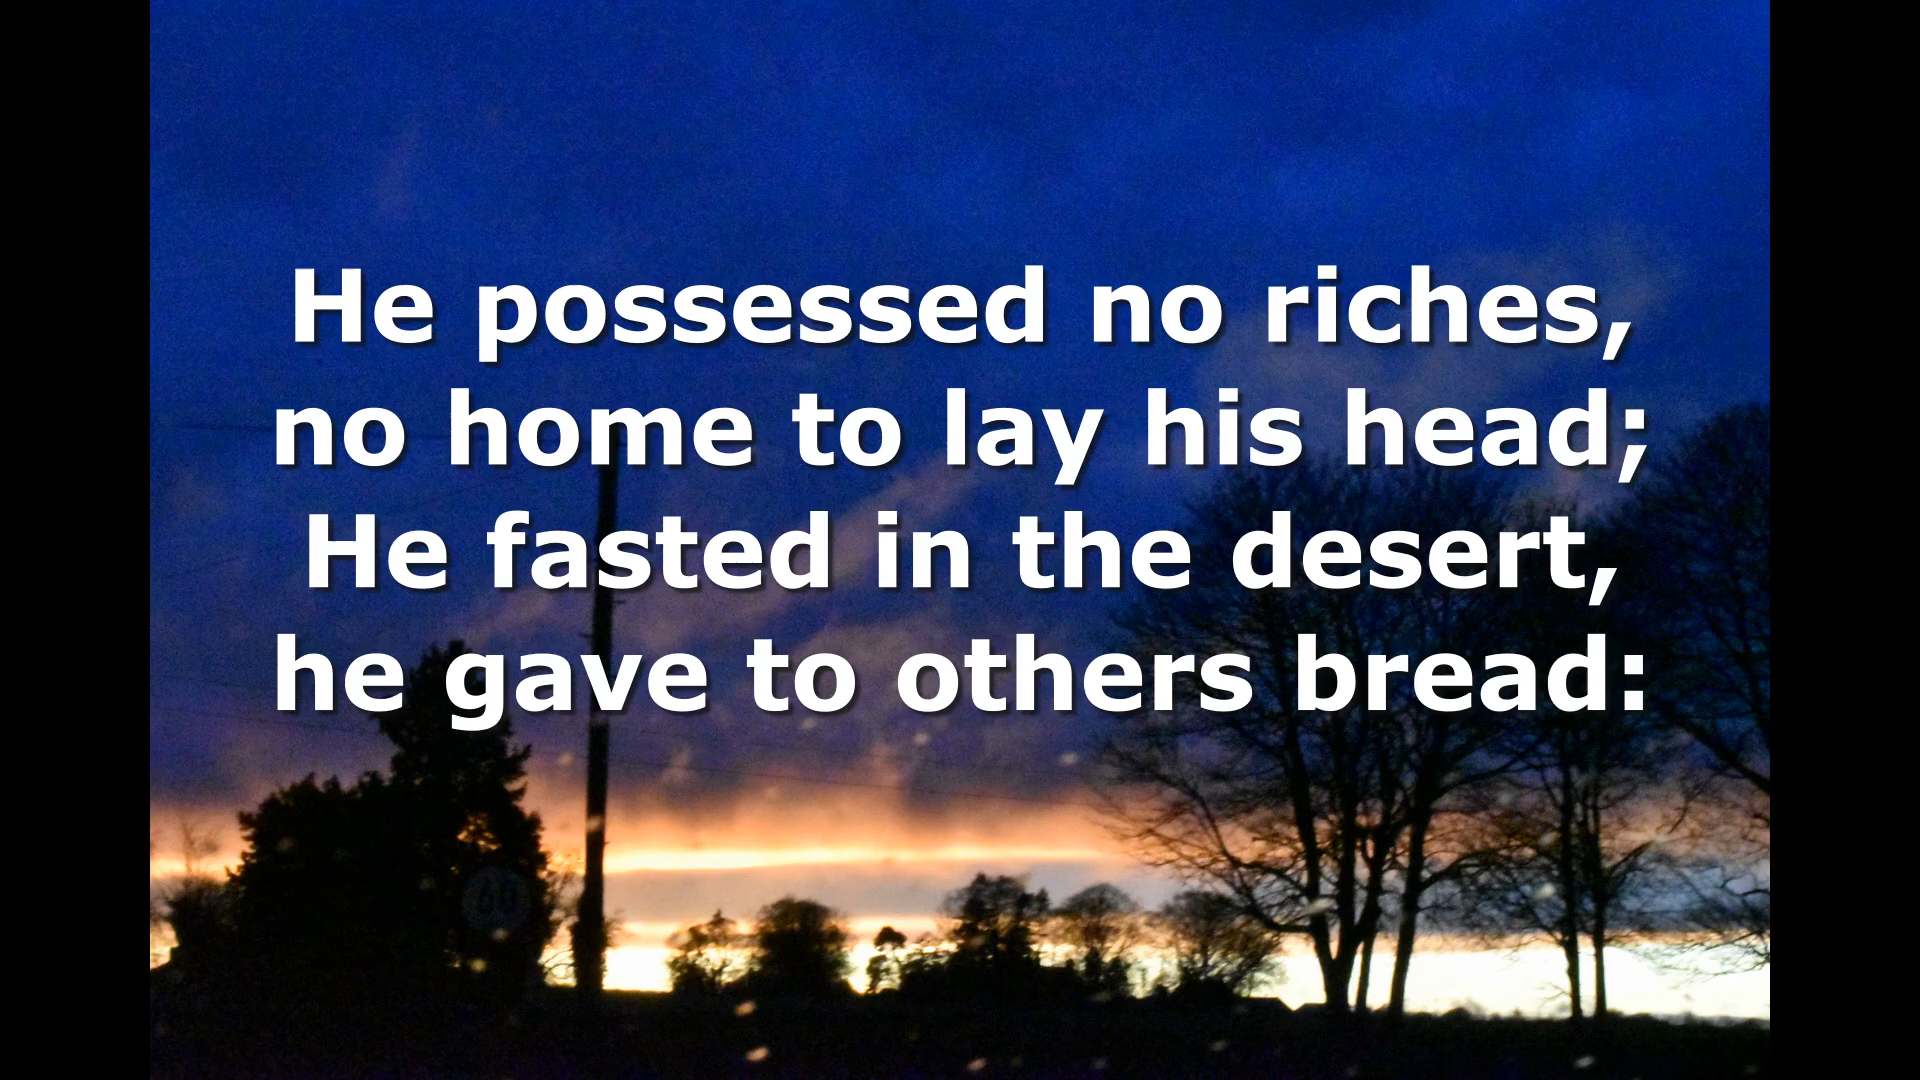 He possessed no riches,
no home to lay his head;
He fasted in the desert,
he gave to others bread:
60